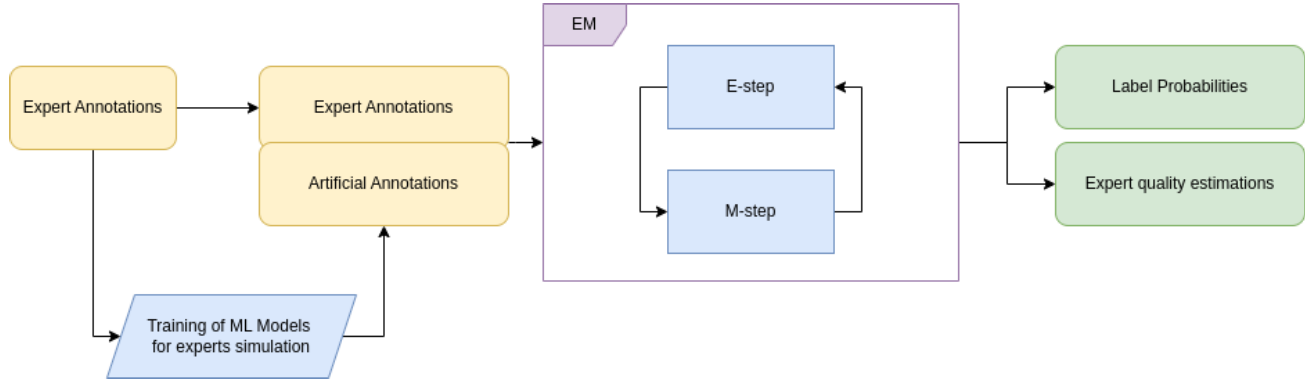 Expert Annotations
Expert Annotations
Artificial Annotations
Training of ML Models
for experts simulation
EM
E-step
M-step
Label Probabilities
Expert quality estimations